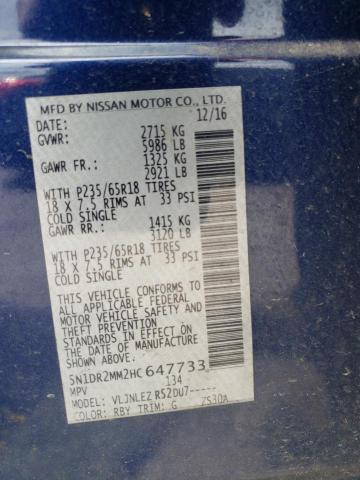 MFD BY NISSAN MOTOR CO., LTD.
DATE: 12/16
GVWR: 2715 KG
5986 LB
GAWR FR.: 1325 KG
2921 LB
WITH P235/65R18 TIRES
18 X 7.5 RIMS AT 33 PSI
COLD SINGLE
GAWR RR.: 1415 KG
3120 LB
WITH P235/65R18 TIRES
18 X 7.5 RIMS AT 33 PSI
COLD SINGLE
THIS VEHICLE CONFORMS TO
ALL APPLICABLE FEDERAL
MOTOR VEHICLE SAFETY AND
THEFT PREVENTION
STANDARDS IN EFFECT ON
THE DATE OF MANUFACTURE
SHOWN ABOVE.
5N1DR2MM2HC647733
MPV 134
MODEL: VLJNLEZ R52DU7-----
COLOR: RBY TRIM: G ZS30A